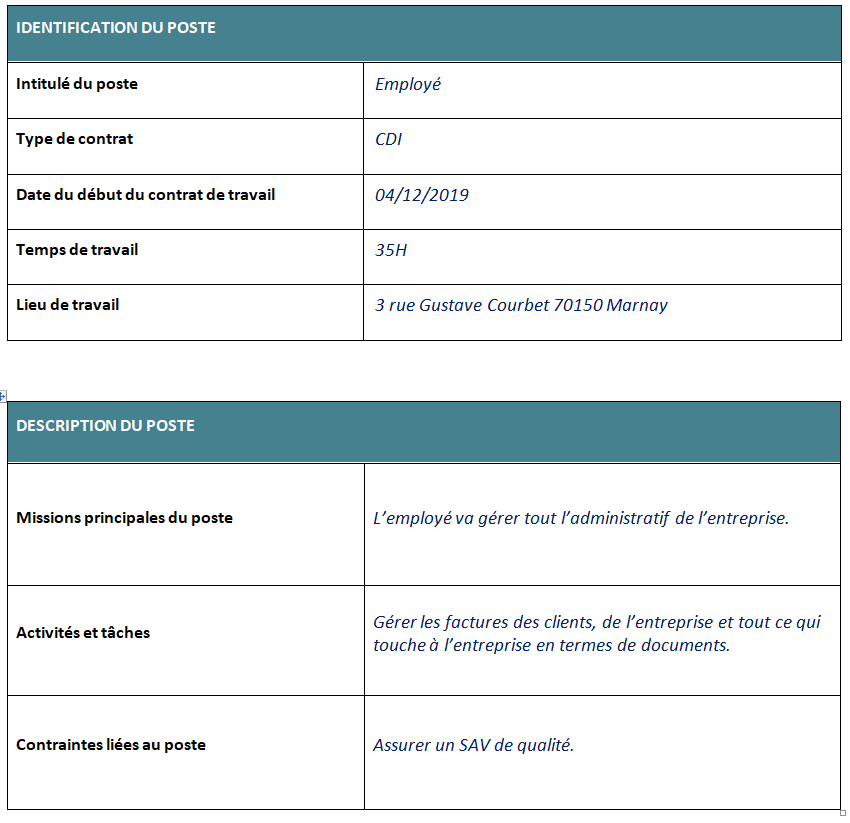 IDENTIFICATION DU POSTE
Intitulé du poste
Employé
Type de contrat
CDI
Date du début du contrat de travail
04/12/2019
Temps de travail
35H
Lieu de travail
3 rue Gustave Courbet 70150 Marnay
DESCRIPTION DU POSTE
Missions principales du poste
L’employé va gérer tout l’administratif de l’entreprise.
Activités et tâches
Gérer les factures des clients, de l’entreprise et tout ce qui
touche à l’entreprise en termes de documents.
Contraintes liées au poste
Assurer un SAV de qualité.